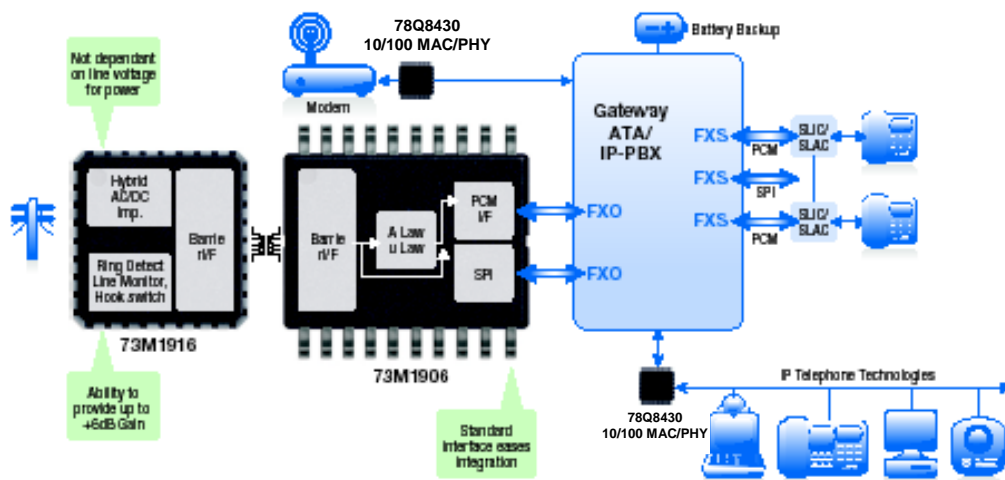 Not dependant
on line voltage
for power
78Q8430
10/100 MAC/PHY
Modem
Battery Backup
Gateway
ATA/
IP-PBX
FXS
PCM
SLIC/
SLAC
FXS
SPI
FXS
PCM
SLIC/
SLAC
FXO
FXO
Hybrid
AC/DC
Imp.
Barrie
r I/F
Ring Detect
Line Monitor,
Hook switch
73M1916
Barrie
r I/F
A Law
u Law
PCM
I/F
SPI
73M1906
Ability to
provide up to
+6dB Gain
Standard
interface eases
integration
IP Telephone Technologies
78Q8430
10/100 MAC/PHY